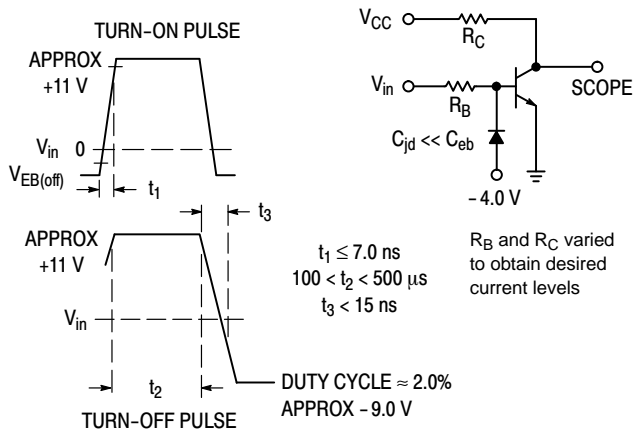 TURN–ON PULSE
APPROX
+11 V
V_in 0
V_EB(off)
t_1
t_3
APPROX
+11 V
V_in
t_2
TURN–OFF PULSE
t_1 ≤ 7.0 ns
100 < t_2 < 500 μs
t_3 < 15 ns
DUTY CYCLE ≈ 2.0%
APPROX – 9.0 V
V_CC
R_C
V_in
R_B
SCOPE
C_jd << C_eb
– 4.0 V
R_B and R_C varied
to obtain desired
current levels